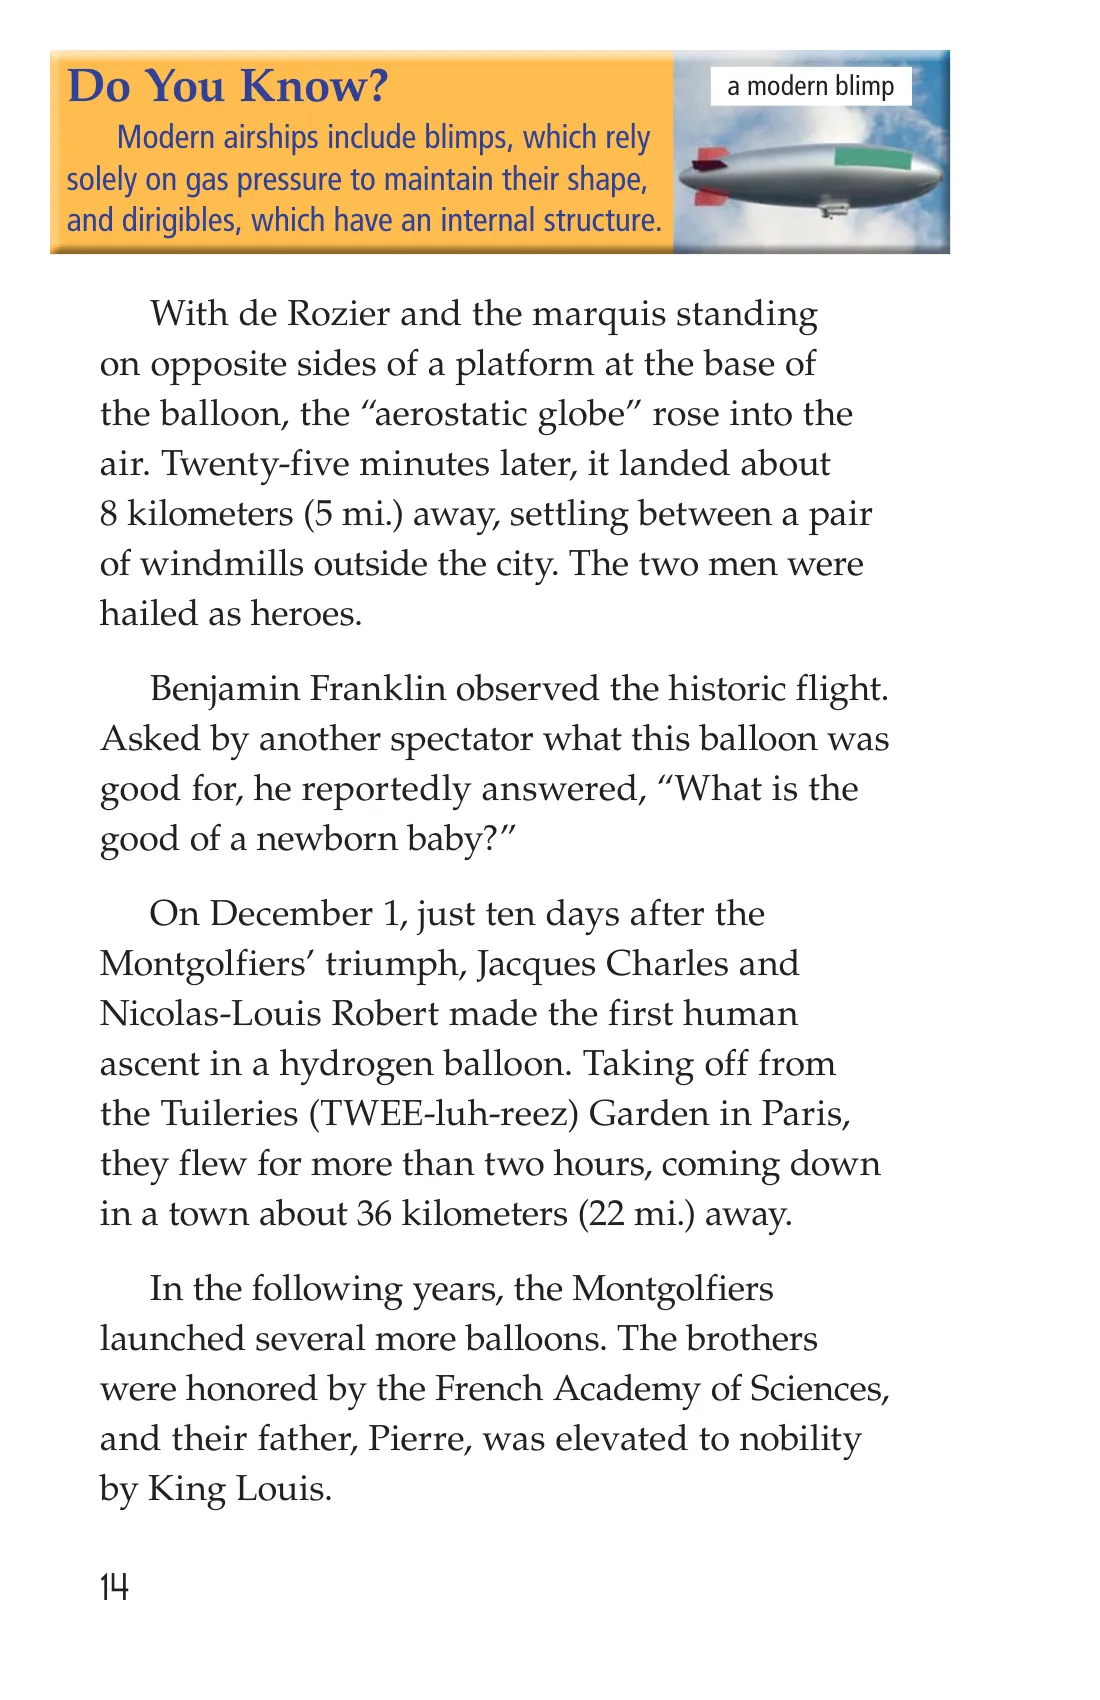 Do You Know?
Modern airships include blimps, which rely
solely on gas pressure to maintain their shape,
and dirigibles, which have an internal structure.
a modern blimp
With de Rozier and the marquis standing
on opposite sides of a platform at the base of
the balloon, the “aerostatic globe” rose into the
air. Twenty-five minutes later, it landed about
8 kilometers (5 mi.) away, settling between a pair
of windmills outside the city. The two men were
hailed as heroes.
Benjamin Franklin observed the historic flight.
Asked by another spectator what this balloon was
good for, he reportedly answered, “What is the
good of a newborn baby?”
On December 1, just ten days after the
Montgolfiers’ triumph, Jacques Charles and
Nicolas-Louis Robert made the first human
ascent in a hydrogen balloon. Taking off from
the Tuileries (TWEE-luh-reez) Garden in Paris,
they flew for more than two hours, coming down
in a town about 36 kilometers (22 mi.) away.
In the following years, the Montgolfiers
launched several more balloons. The brothers
were honored by the French Academy of Sciences,
and their father, Pierre, was elevated to nobility
by King Louis.
14